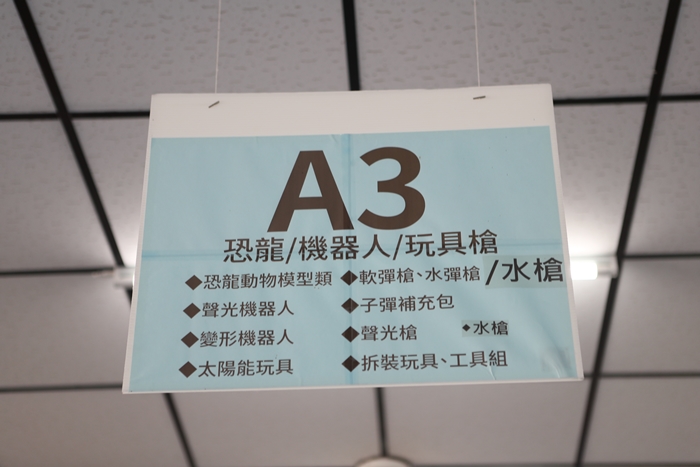 A3
恐龍/機器人/玩具槍/水槍
◆恐龍動物模型類
◆聲光機器人
◆變形機器人
◆太陽能玩具
◆軟彈槍、水彈槍
◆子彈補充包
◆聲光槍 ◆水槍
◆拆裝玩具、工具組